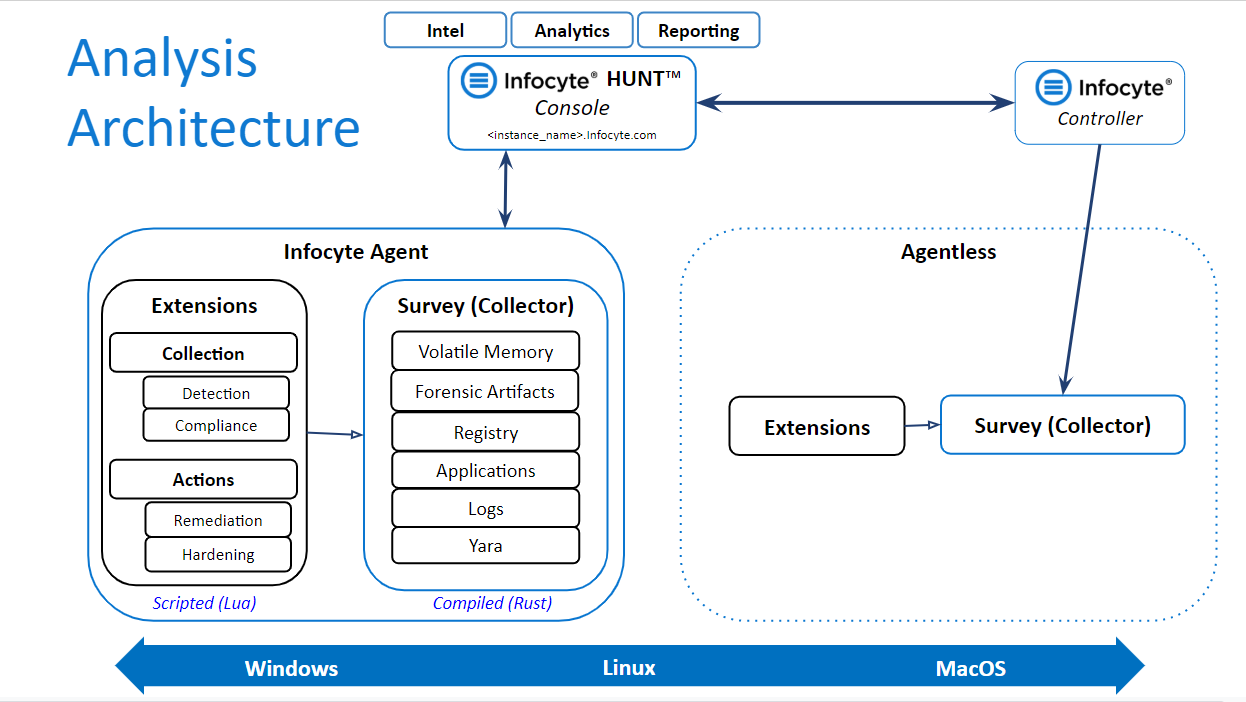 Analysis
Architecture
Intel
Analytics
Reporting
Infocyte® HUNT™
Console
<instance_name>.Infocyte.com
Infocyte®
Controller
Infocyte Agent
Extensions
Collection
Detection
Compliance
Actions
Remediation
Hardening
Scripted (Lua)
Survey (Collector)
Volatile Memory
Forensic Artifacts
Registry
Applications
Logs
Yara
Compiled (Rust)
Agentless
Extensions
Survey (Collector)
Windows
Linux
MacOS